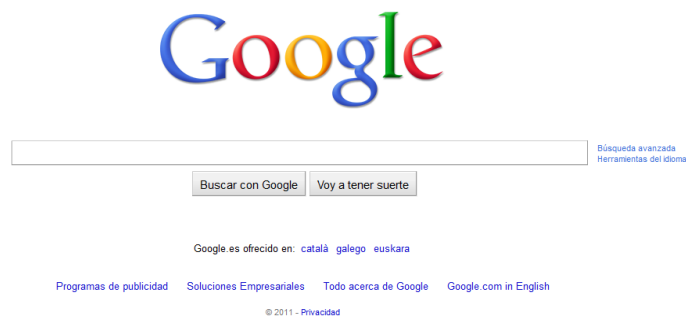 Google
Búsqueda avanzada
Herramientas del idioma
Buscar con Google Voy a tener suerte
Google.es ofrecido en: català galego euskara
Programas de publicidad Soluciones Empresariales Todo acerca de Google Google.com in English
© 2011 - Privacidad